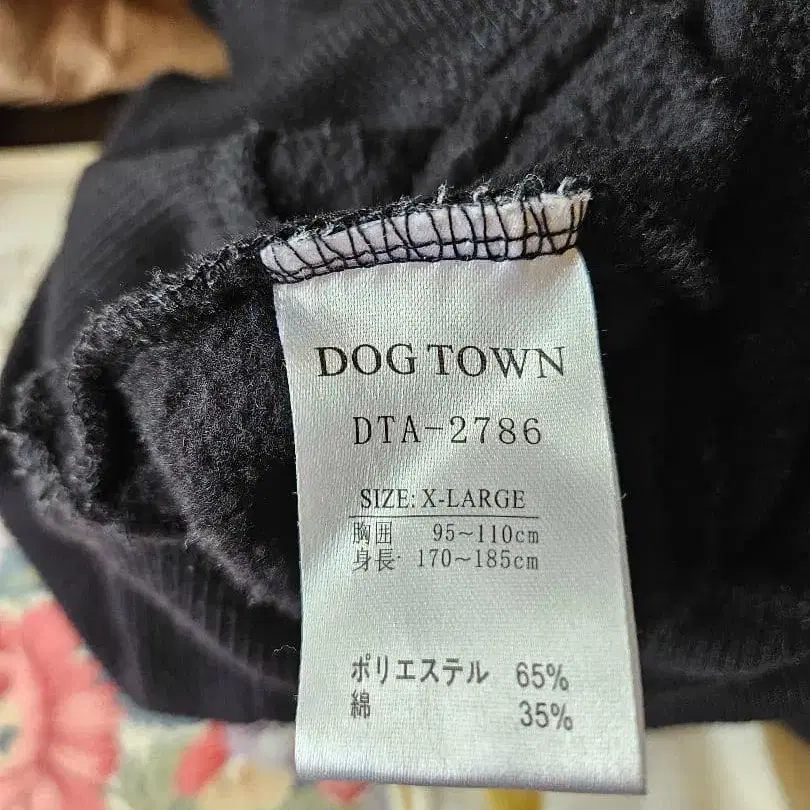 DOG TOWN
DTA-2786
SIZE: X-LARGE
胸囲 95~110cm
身長 170~185cm
ポリエステル 65%
綿 35%